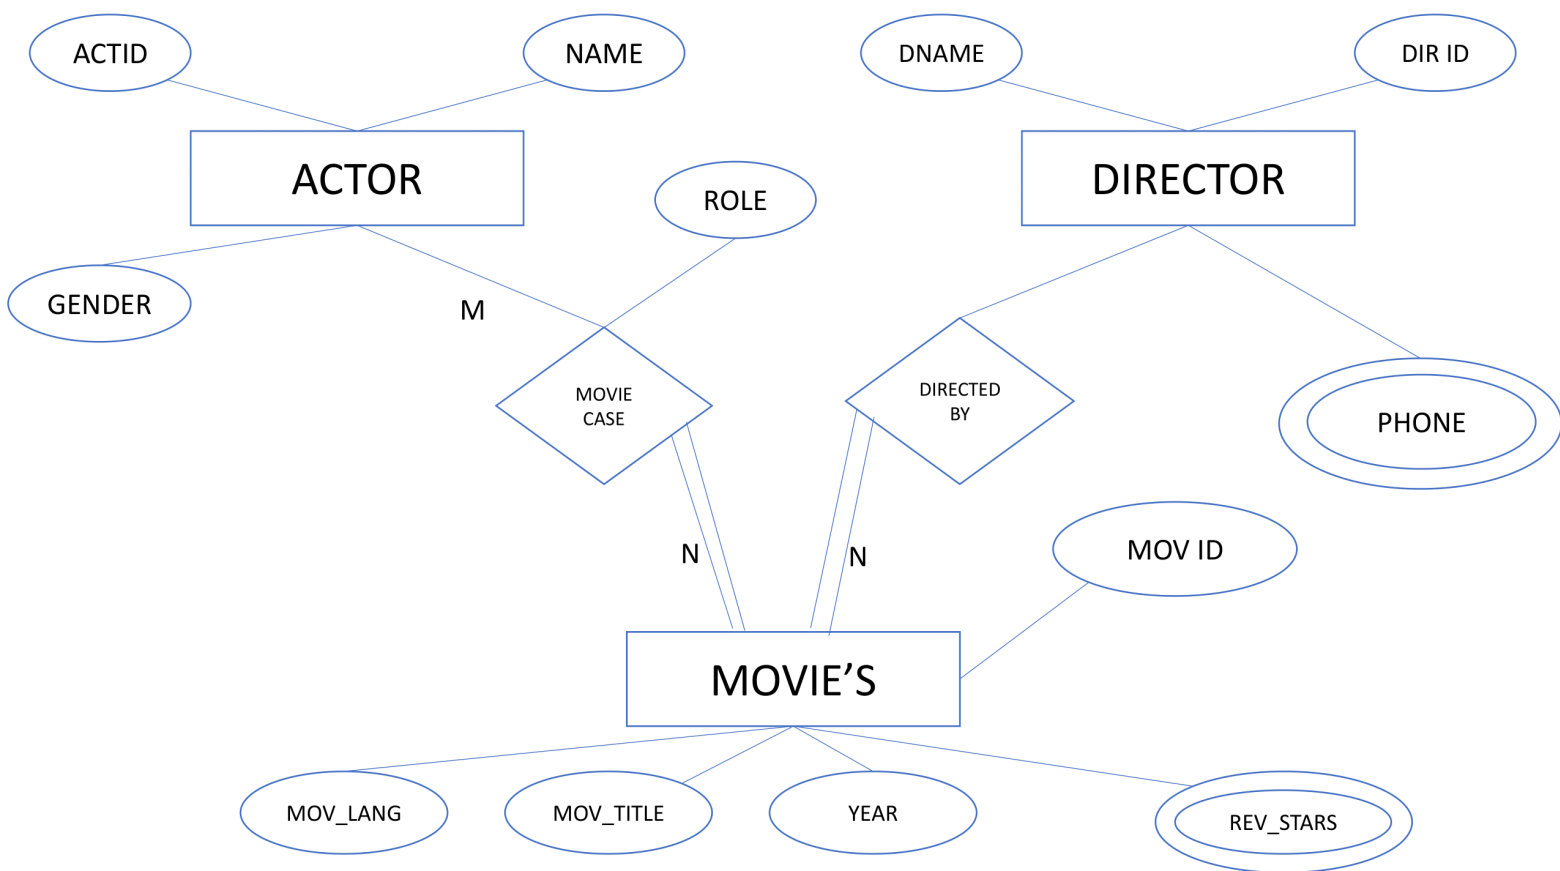 ACTID
NAME
DNAME
DIR ID
ACTOR
DIRECTOR
ROLE
GENDER
M
MOVIE
CASE
DIRECTED
BY
PHONE
N
N
MOV ID
MOVIE’S
MOV_LANG
MOV_TITLE
YEAR
REV_STARS